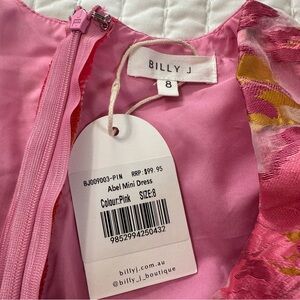 BILLY J
8
BJ009003-PIN RRP: $99.95
Abel Mini Dress
Colour:Pink SIZE:8
9852994250432
billyj.com.au
@billy_j_boutique